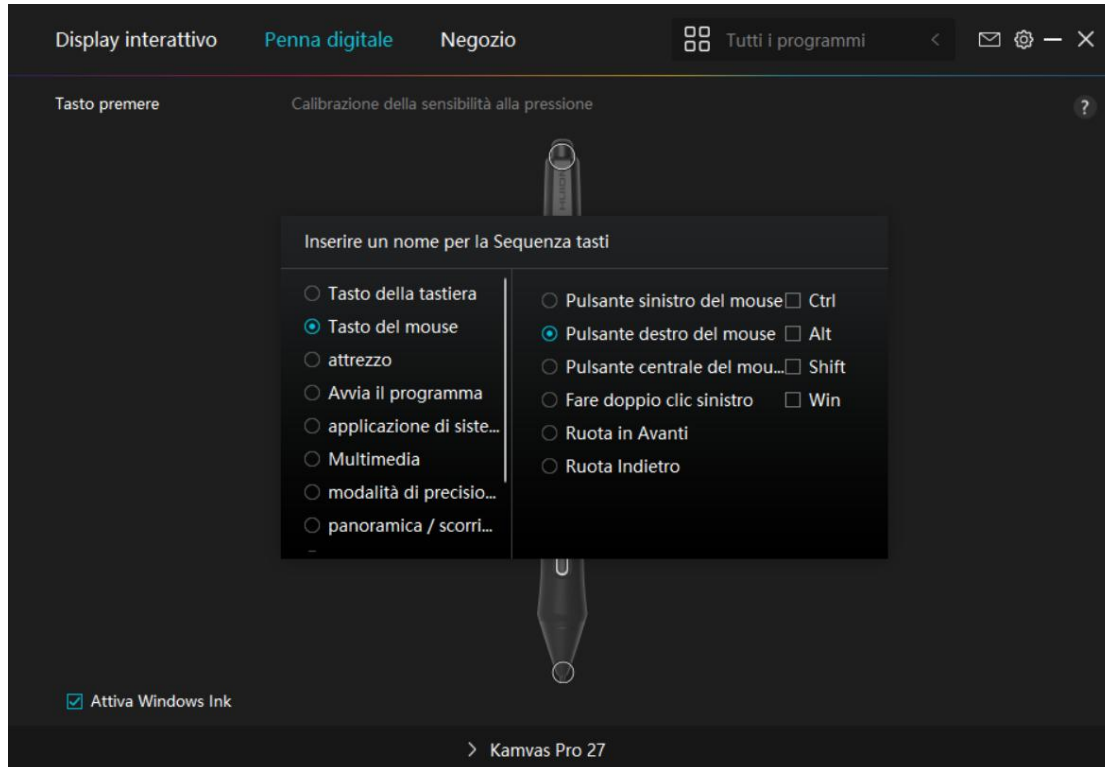 Display interattivo Penna digitale Negozio Tutti i programmi
Tasto premere Calibrazione della sensibilità alla pressione ?
HUION
Inserire un nome per la Sequenza tasti
Tasto della tastiera
Tasto del mouse
attrezzo
Avvia il programma
applicazione di siste...
Multimedia
modalità di precisio...
panoramica / scorri...
Pulsante sinistro del mouse Ctrl
Pulsante destro del mouse Alt
Pulsante centrale del mou... Shift
Fare doppio clic sinistro Win
Ruota in Avanti
Ruota Indietro
Attiva Windows Ink
Kamvas Pro 27